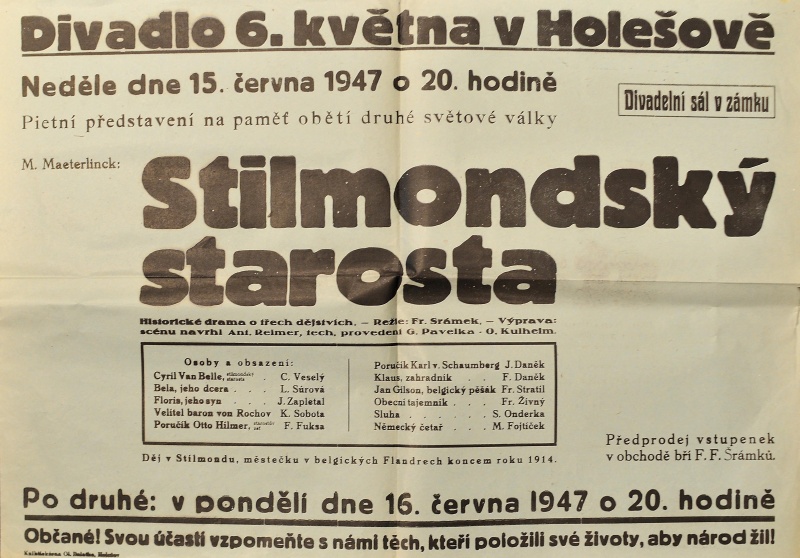 Divadlo 6. května v Holešově
Neděle dne 15. června 1947 o 20. hodině
Divadelní sál v zámku
Pietní představení na paměť obětí druhé světové války
M. Maeterlinck:
Stilmondský
starosta
Historické drama o třech dějstvích. – Režie: Fr. Šrámek, – Výprava:
scénu navrhl Ant. Reimer, tech. provedení G. Pavelka - O. Kulheim.
Osoby a obsazení:
Cyril Van Belle, stilmondský starosta . C. Veselý
Bela, jeho dcera . . . L. Šúrová
Floris, jeho syn . . J. Zapletal
Velitel baron von Rochov K. Sobota
Poručík Otto Hilmer, starostův zeť . F. Fuksa
Poručík Karl v. Schaumberg J. Daněk
Klaus, zahradník . . F. Daněk
Jan Gilson, belgický pěšák Fr. Stratil
Obecní tajemník . . . Fr. Živný
Sluha . . . . S. Onderka
Německý četař . . M. Fojtíček
Děj v Stilmondu, městečku v belgických Flandrech koncem roku 1914.
Předprodej vstupenek
v obchodě bří F. F. Šrámků.
Po druhé: v pondělí dne 16. června 1947 o 20. hodině
Občané! Svou účastí vzpomeňte s námi těch, kteří položili své životy, aby národ žil!